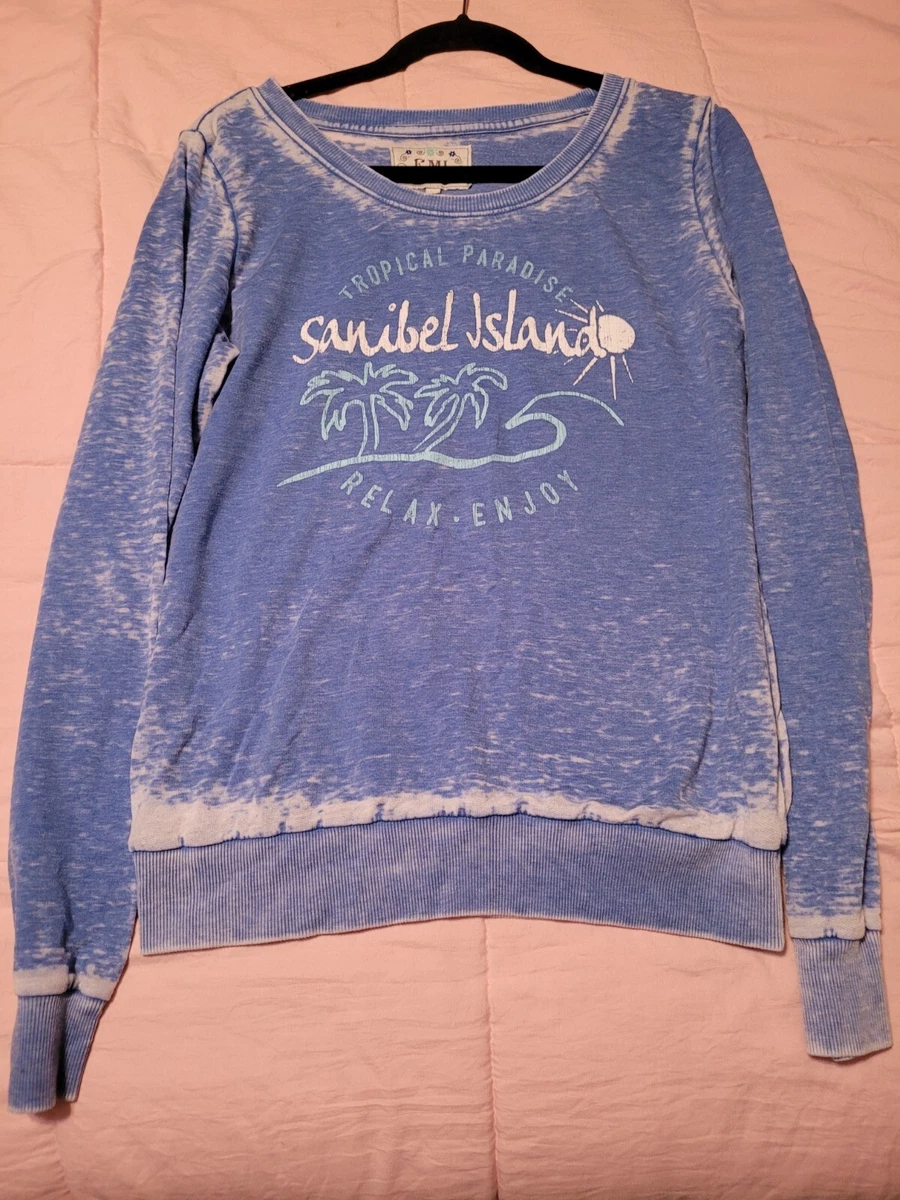 TROPICAL PARADISE
Sanibel Island
RELAX · ENJOY